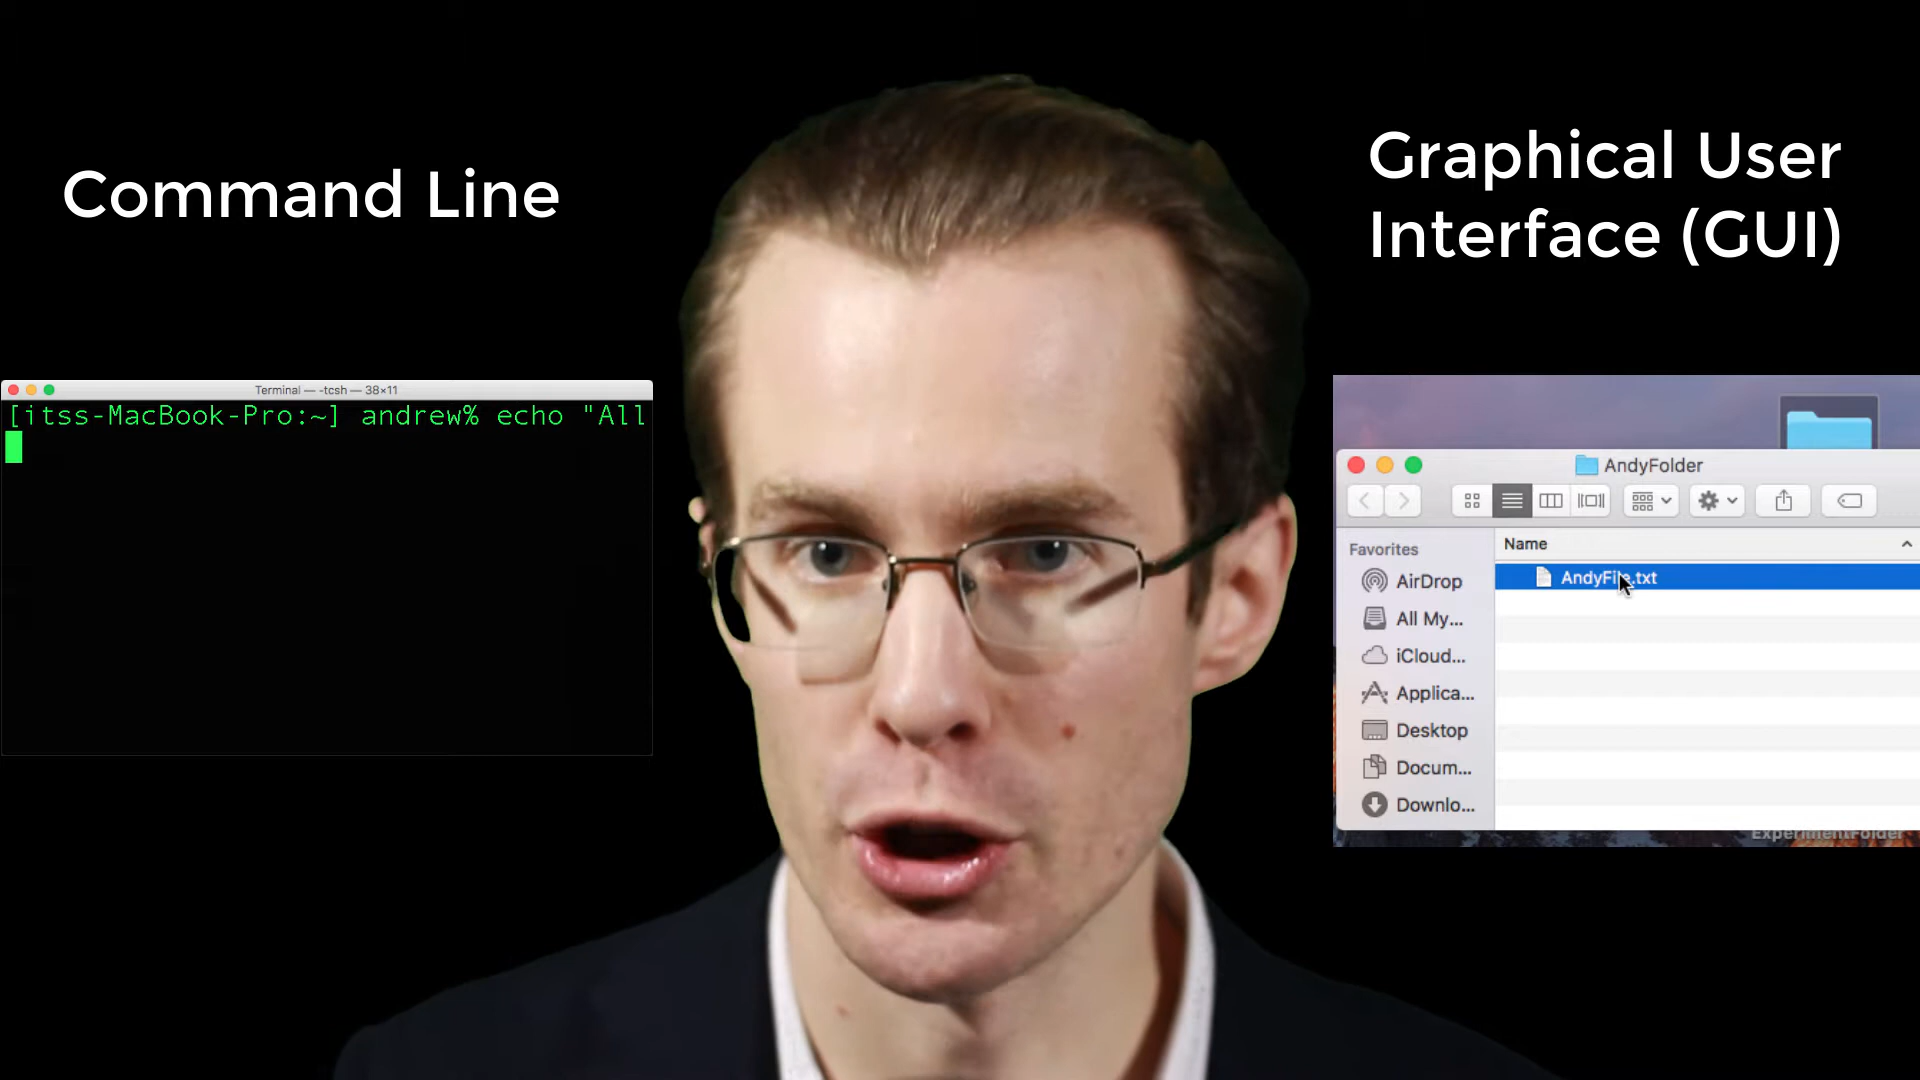 Command Line
Graphical User
Interface (GUI)
Terminal — -tcsh — 38×11
[itss-MacBook-Pro:~] andrew% echo "All
AndyFolder
Favorites
AirDrop
All My...
iCloud...
Applica...
Desktop
Docum...
Downlo...
Name
AndyFile.txt
ExperimentFolder